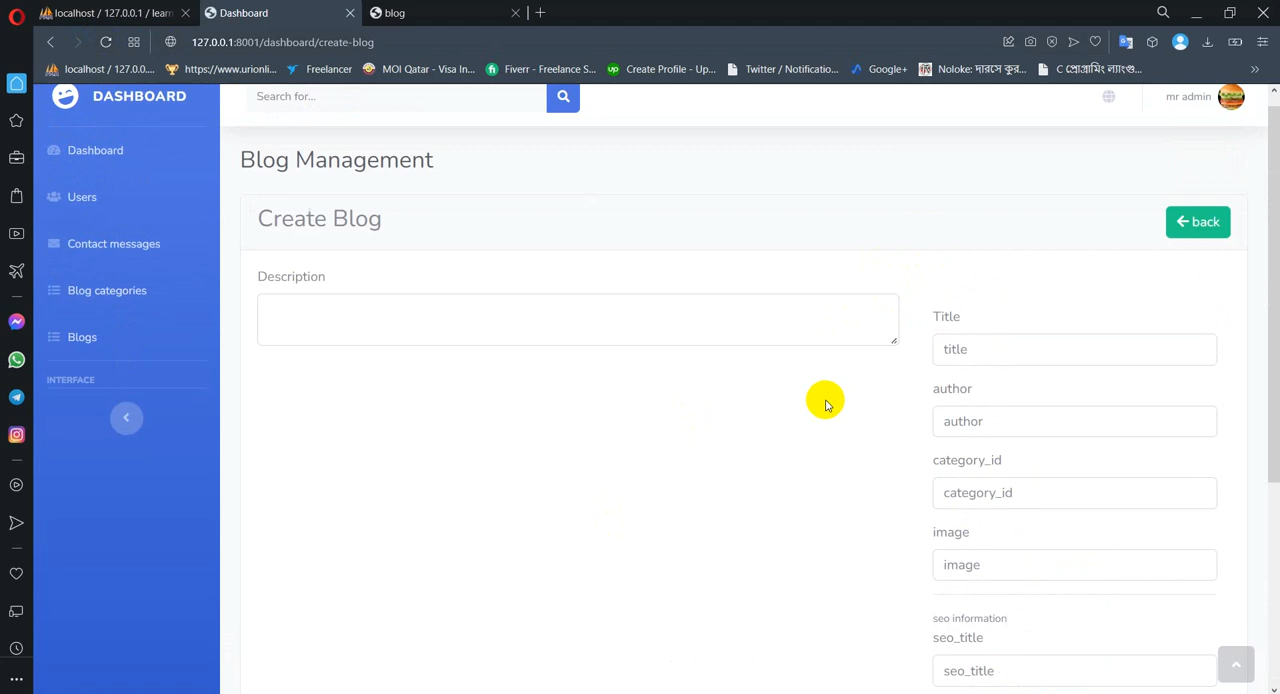 localhost / 127.0.0.1 / learn
Dashboard
blog
127.0.0.1:8001/dashboard/create-blog
localhost / 127.0.0....
https://www.urionli...
Freelancer
MOI Qatar - Visa In...
Fiverr - Freelance S...
Create Profile - Up...
Twitter / Notificatio...
Google+
Noloke: দারসে কুর...
C প্রোগ্রামিং ল্যাংগু...
DASHBOARD
Search for...
mr admin
Dashboard
Users
Contact messages
Blog categories
Blogs
INTERFACE
Blog Management
Create Blog
back
Description
Title
title
author
author
category_id
category_id
image
image
seo information
seo_title
seo_title